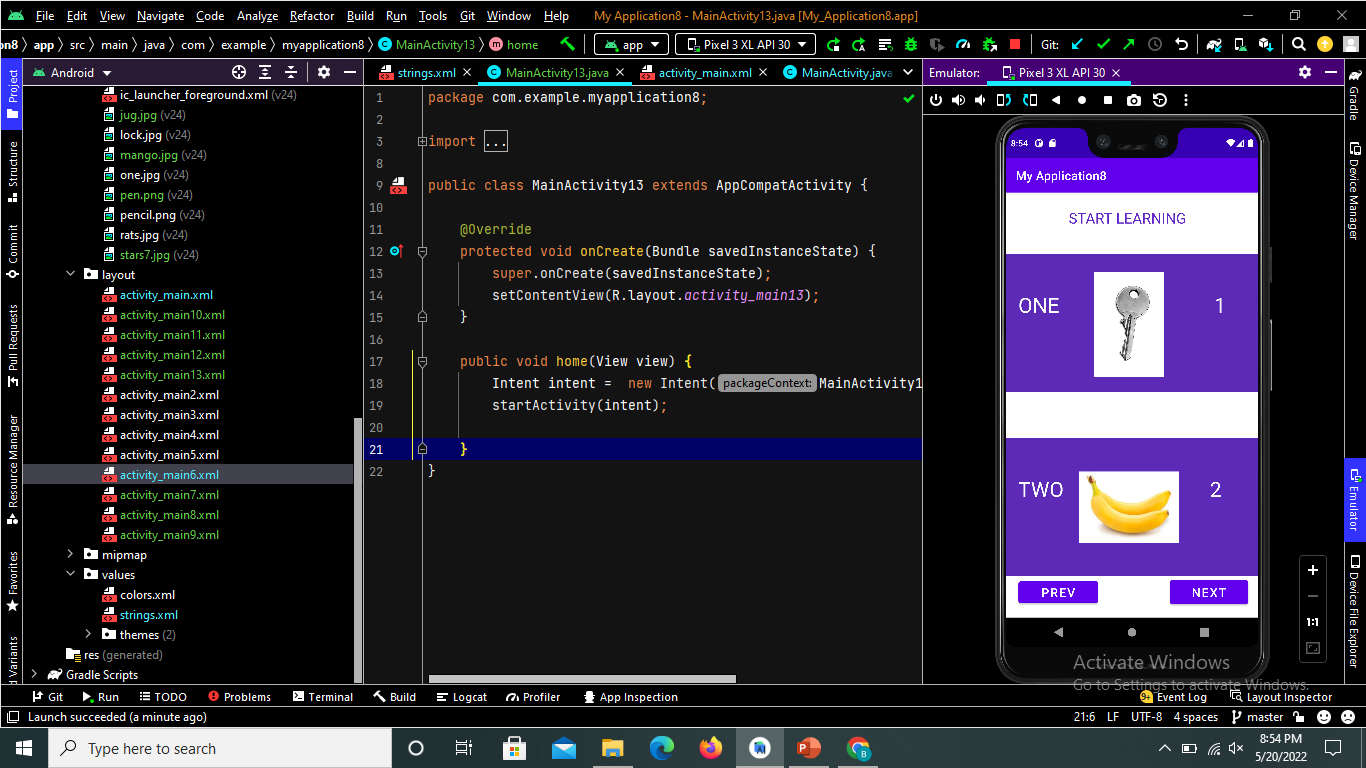 File Edit View Navigate Code Analyze Refactor Build Run Tools Git Window Help My Application8 - MainActivity13.java [My_Application8.app]
on8 app src main java com example myapplication8 MainActivity13 home app Pixel 3 XL API 30 Git:
Android strings.xml MainActivity13.java activity_main.xml MainActivity.java Emulator: Pixel 3 XL API 30
Project
Structure
Commit
Pull Requests
Resource Manager
Favorites
Variants
ic_launcher_foreground.xml (v24)
jug.jpg (v24)
lock.jpg (v24)
mango.jpg (v24)
one.jpg (v24)
pen.png (v24)
pencil.png (v24)
rats.jpg (v24)
stars7.jpg (v24)
layout
activity_main.xml
activity_main10.xml
activity_main11.xml
activity_main12.xml
activity_main13.xml
activity_main2.xml
activity_main3.xml
activity_main4.xml
activity_main5.xml
activity_main6.xml
activity_main7.xml
activity_main8.xml
activity_main9.xml
mipmap
values
colors.xml
strings.xml
themes (2)
res (generated)
Gradle Scripts
1 package com.example.myapplication8;
2
3 import ...
8
9 public class MainActivity13 extends AppCompatActivity {
10
11 @Override
12 protected void onCreate(Bundle savedInstanceState) {
13 super.onCreate(savedInstanceState);
14 setContentView(R.layout.activity_main13);
15 }
16
17 public void home(View view) {
18 Intent intent = new Intent( packageContext: MainActivity1
19 startActivity(intent);
20
21 }
22 }
8:54
My Application8
START LEARNING
ONE 1
TWO 2
PREV NEXT
1:1
Gradle
Device Manager
Emulator
Device File Explorer
Activate Windows
Go to Settings to activate Windows.
Git Run TODO Problems Terminal Build Logcat Profiler App Inspection 9+ Event Log Layout Inspector
Launch succeeded (a minute ago) 21:6 LF UTF-8 4 spaces master
Type here to search
P
B
8:54 PM
5/20/2022